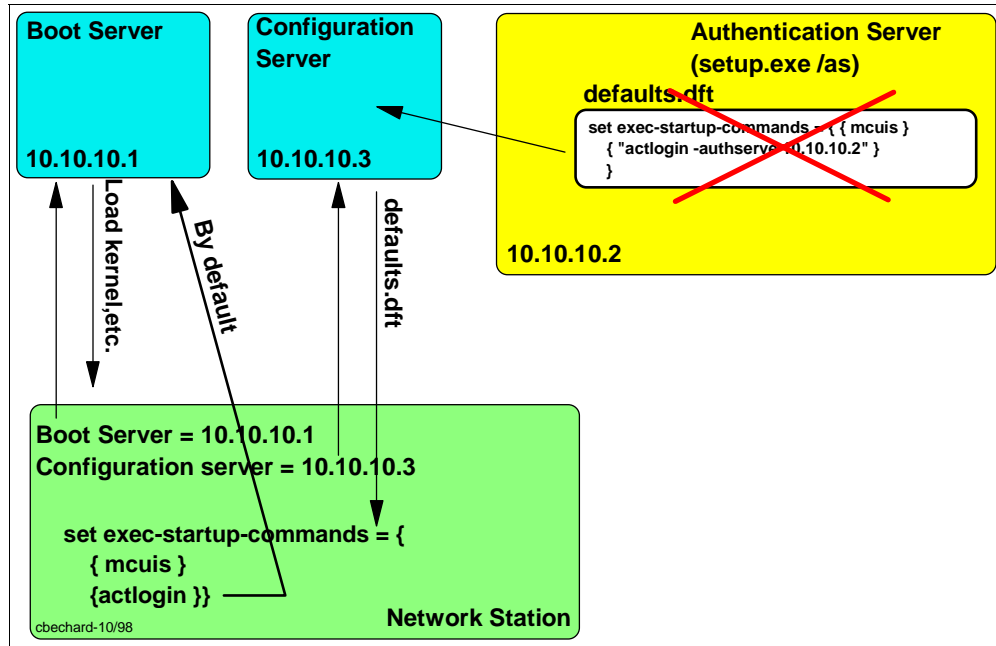 Boot Server
10.10.10.1
Configuration
Server
10.10.10.3
Authentication Server
(setup.exe /as)
defaults.dft
set exec-startup-commands = { { mcuis }
{ "actlogin -authserver 10.10.10.2" }
}
10.10.10.2
Load kernel,etc.
By default
defaults.dft
Boot Server = 10.10.10.1
Configuration server = 10.10.10.3
set exec-startup-commands = {
{ mcuis }
{actlogin }}
Network Station
cbechard-10/98